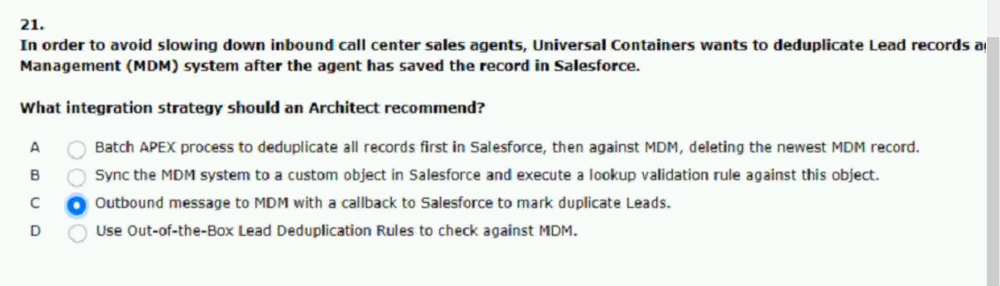 21.
In order to avoid slowing down inbound call center sales agents, Universal Containers wants to deduplicate Lead records
Management (MDM) system after the agent has saved the record in Salesforce.
What integration strategy should an Architect recommend?
A Batch APEX process to deduplicate all records first in Salesforce, then against MDM, deleting the newest MDM record.
B Sync the MDM system to a custom object in Salesforce and execute a lookup validation rule against this object.
C Outbound message to MDM with a callback to Salesforce to mark duplicate Leads.
D Use Out-of-the-Box Lead Deduplication Rules to check against MDM.